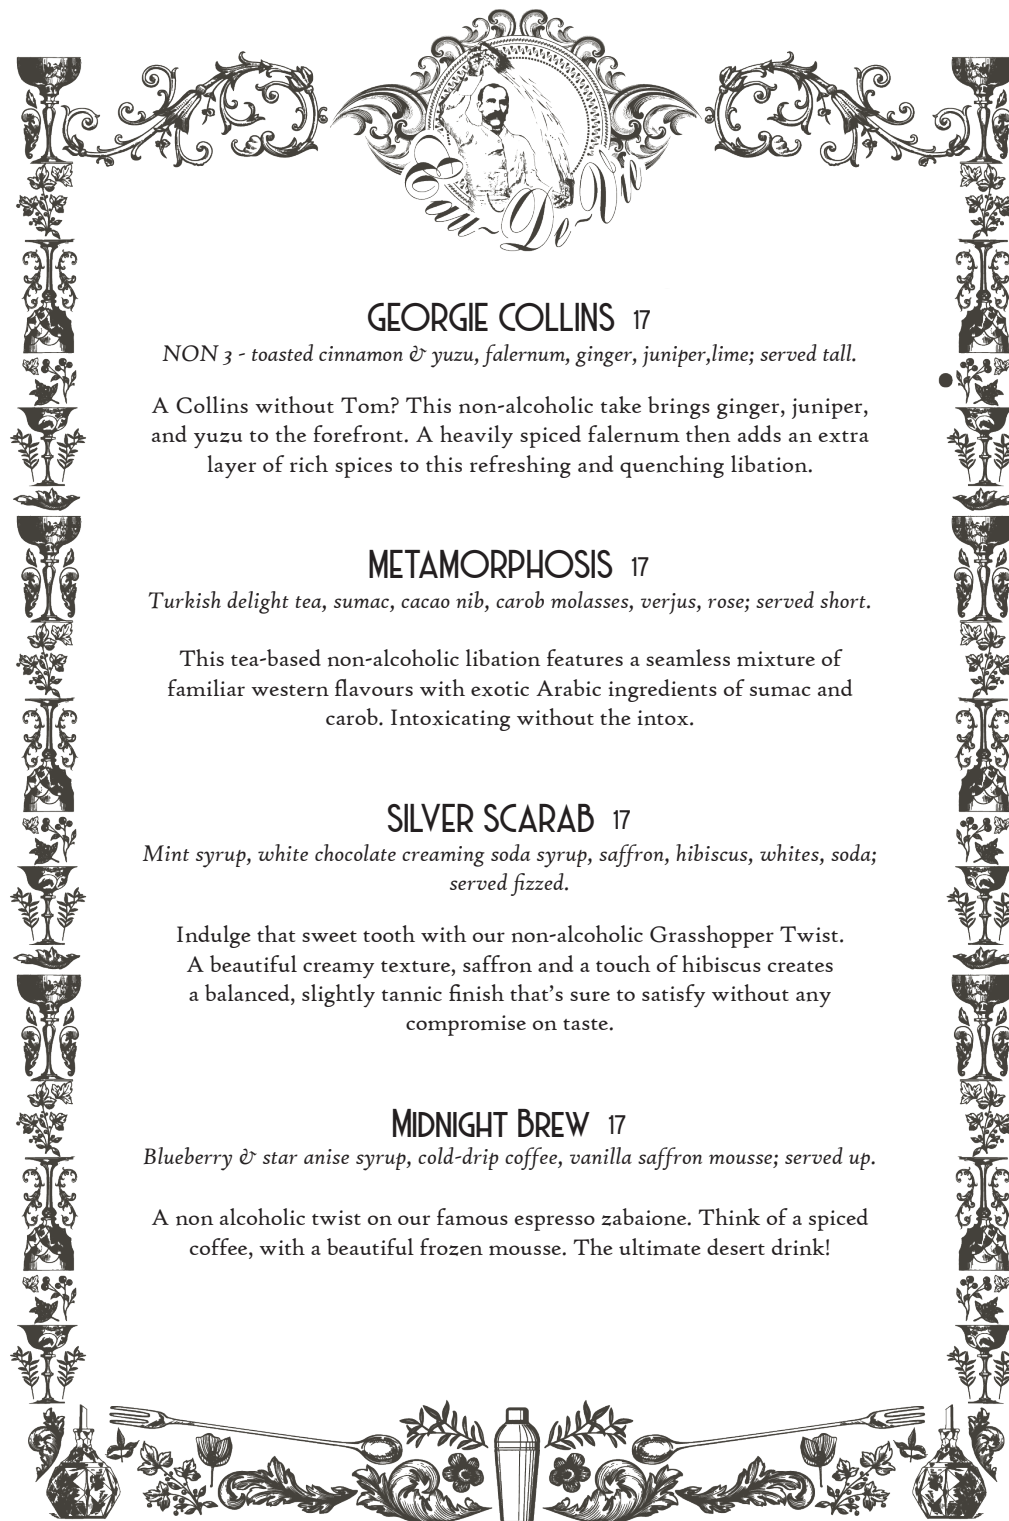 Eau~De~Vie
GEORGIE COLLINS 17
NON 3 - toasted cinnamon & yuzu, falernum, ginger, juniper,lime; served tall.
A Collins without Tom? This non-alcoholic take brings ginger, juniper,
and yuzu to the forefront. A heavily spiced falernum then adds an extra
layer of rich spices to this refreshing and quenching libation.
METAMORPHOSIS 17
Turkish delight tea, sumac, cacao nib, carob molasses, verjus, rose; served short.
This tea-based non-alcoholic libation features a seamless mixture of
familiar western flavours with exotic Arabic ingredients of sumac and
carob. Intoxicating without the intox.
SILVER SCARAB 17
Mint syrup, white chocolate creaming soda syrup, saffron, hibiscus, whites, soda;
served fizzed.
Indulge that sweet tooth with our non-alcoholic Grasshopper Twist.
A beautiful creamy texture, saffron and a touch of hibiscus creates
a balanced, slightly tannic finish that's sure to satisfy without any
compromise on taste.
MIDNIGHT BREW 17
Blueberry & star anise syrup, cold-drip coffee, vanilla saffron mousse; served up.
A non alcoholic twist on our famous espresso zabaione. Think of a spiced
coffee, with a beautiful frozen mousse. The ultimate desert drink!